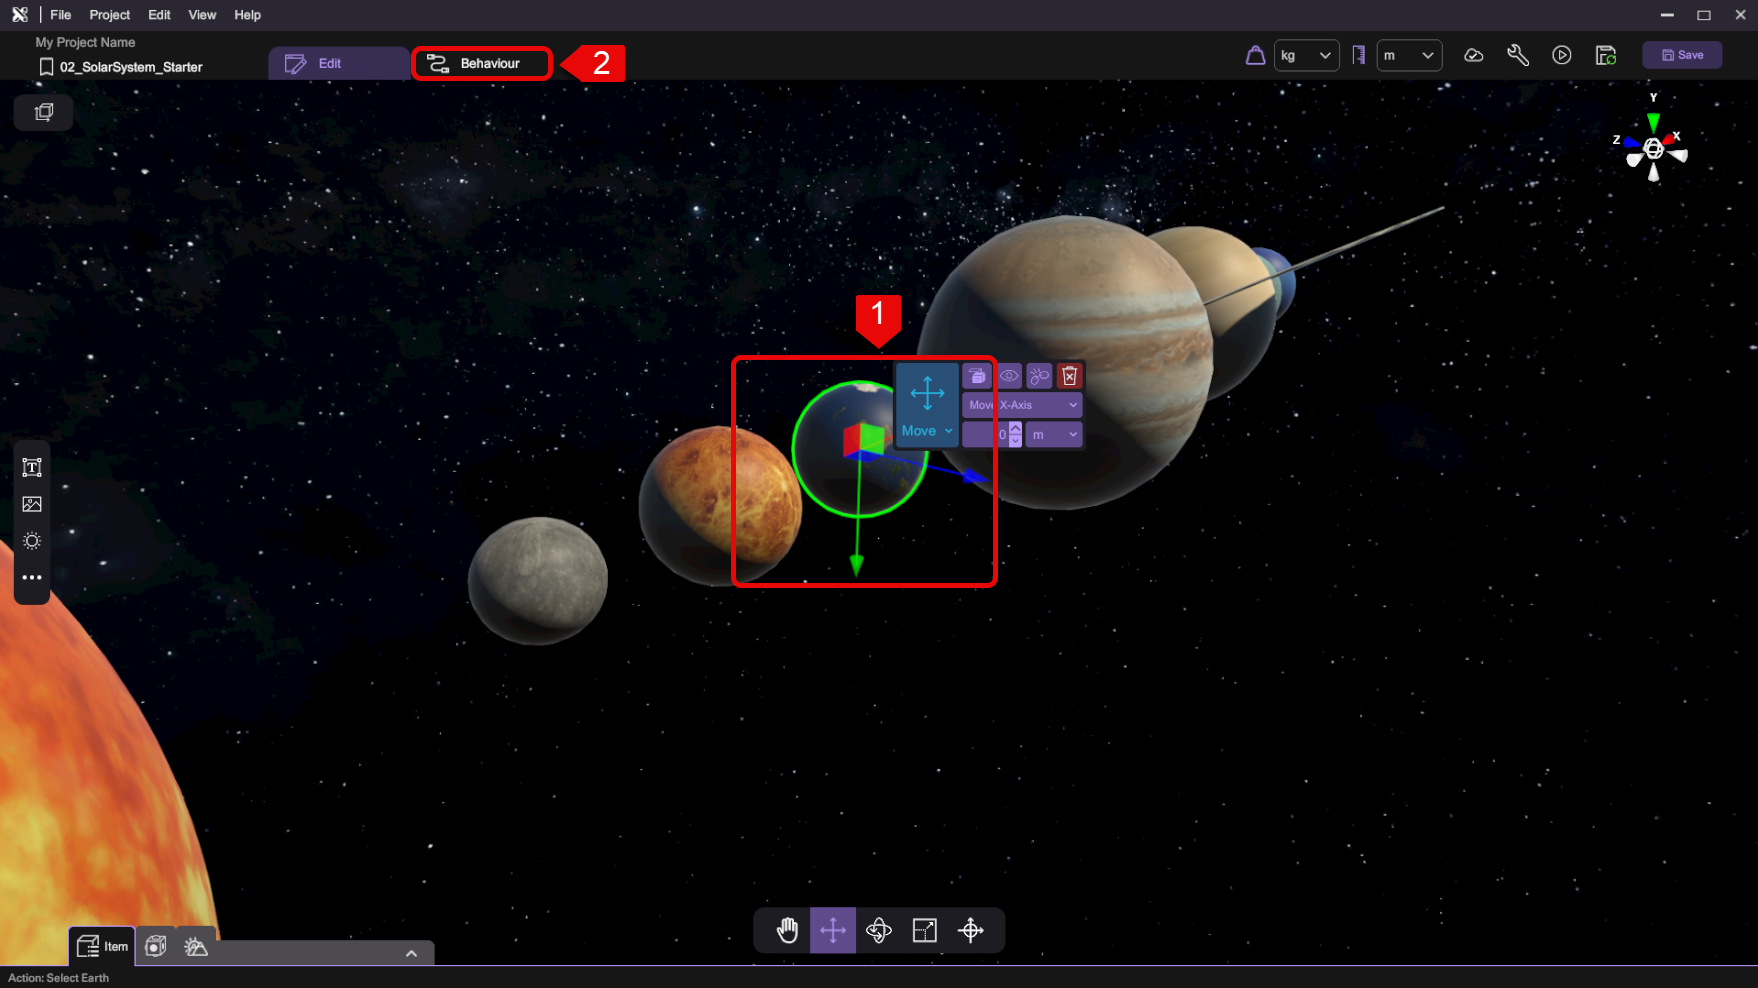 File Project Edit View Help
My Project Name
02_SolarSystem_Starter
Edit
Behaviour
2
kg
m
Save
Y
Z
X
1
Move X-Axis
Move
0
m
T
Item
Action: Select Earth